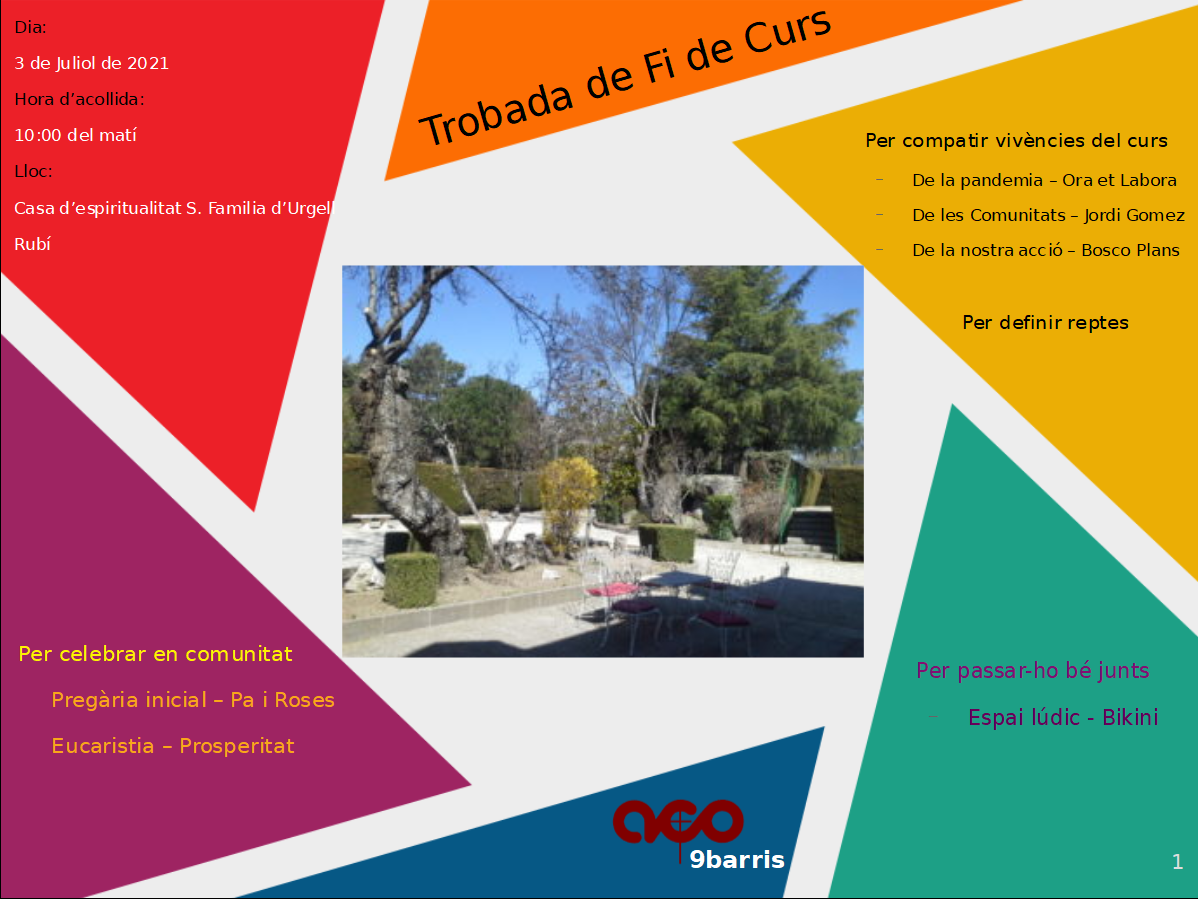 Dia:
3 de Juliol de 2021
Hora d’acollida:
10:00 del matí
Lloc:
Casa d’espiritualitat S. Familia d’Urgell
Rubí
Trobada de Fi de Curs
Per compatir vivències del curs
– De la pandemia – Ora et Labora
– De les Comunitats – Jordi Gomez
– De la nostra acció – Bosco Plans
Per definir reptes
Per celebrar en comunitat
Pregària inicial – Pa i Roses
Eucaristia – Prosperitat
Per passar-ho bé junts
– Espai lúdic - Bikini
aco
9barris
1